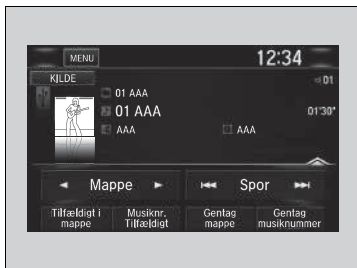 MENU 12:34
KILDE 01
01 AAA
01 AAA 01'30"
AAA AAA
Mappe Spor
Tilfældigt i mappe
Musiknr. Tilfældigt
Gentag mappe
Gentag musiknummer